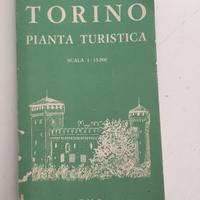 TORINO
PIANTA TURISTICA
SCALA 1 : 15.000